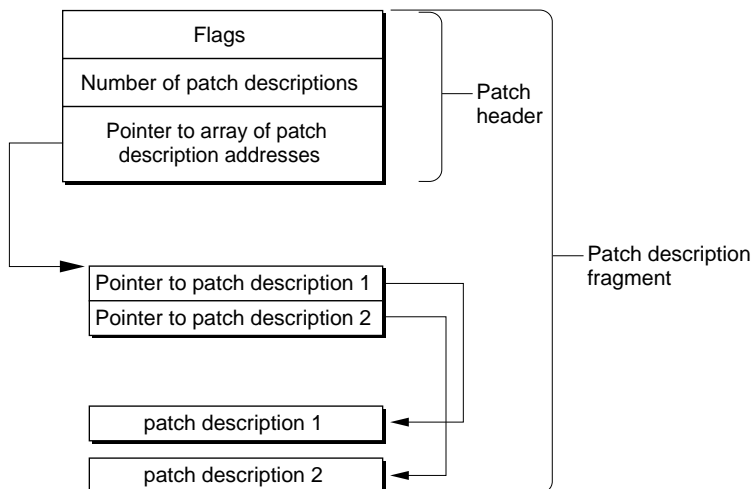 Flags
Number of patch descriptions
Pointer to array of patch
description addresses
Patch
header
Patch description
fragment
Pointer to patch description 1
Pointer to patch description 2
patch description 1
patch description 2